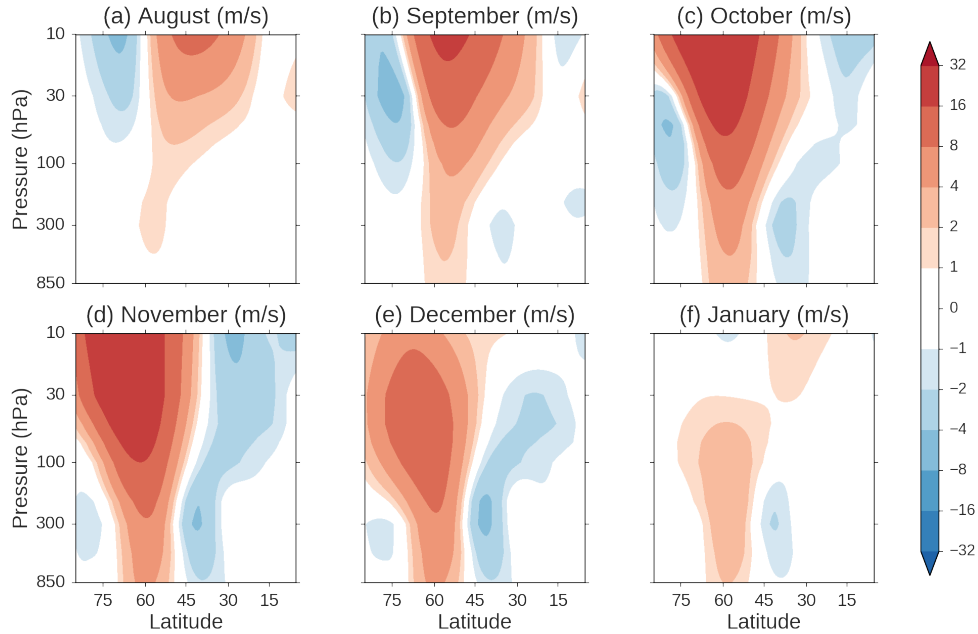 (a) August (m/s)
(b) September (m/s)
(c) October (m/s)
10
30
100
300
850
Pressure (hPa)
(d) November (m/s)
(e) December (m/s)
(f) January (m/s)
10
30
100
300
850
Pressure (hPa)
75 60 45 30 15
75 60 45 30 15
75 60 45 30 15
Latitude
Latitude
Latitude
32
16
8
4
2
1
0
−1
−2
−4
−8
−16
−32